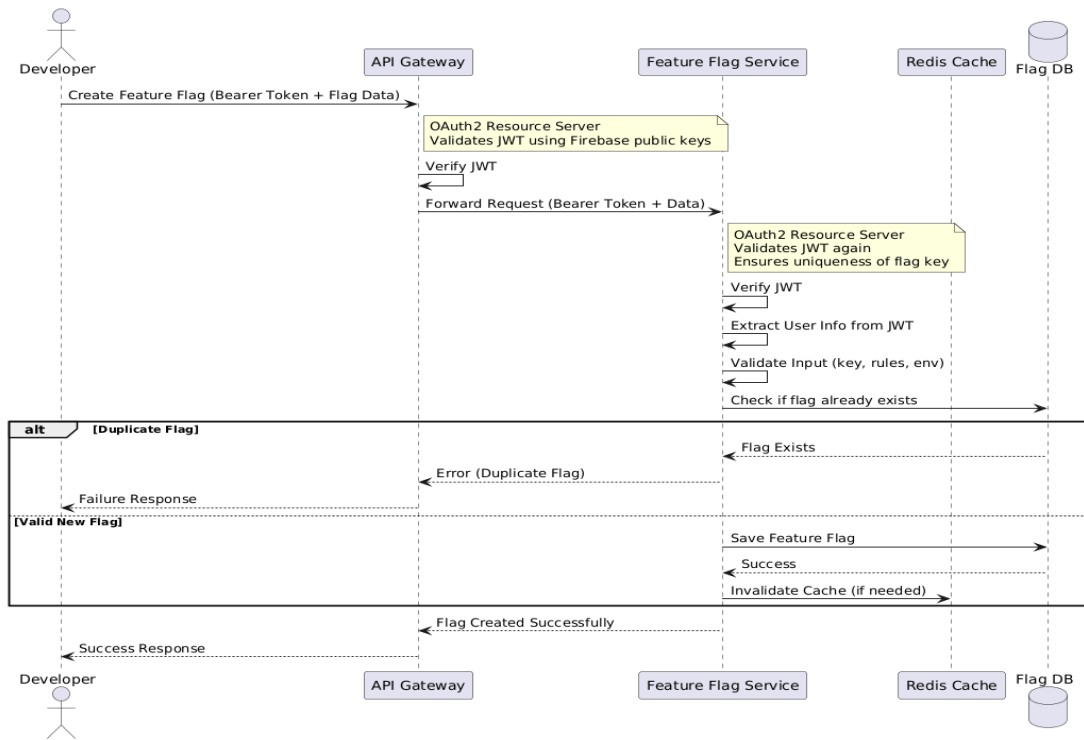 Developer
API Gateway
Feature Flag Service
Redis Cache
Flag DB
Create Feature Flag (Bearer Token + Flag Data)
OAuth2 Resource Server
Validates JWT using Firebase public keys
Verify JWT
Forward Request (Bearer Token + Data)
OAuth2 Resource Server
Validates JWT again
Ensures uniqueness of flag key
Verify JWT
Extract User Info from JWT
Validate Input (key, rules, env)
Check if flag already exists
alt
[Duplicate Flag]
Flag Exists
Error (Duplicate Flag)
Failure Response
[Valid New Flag]
Save Feature Flag
Success
Invalidate Cache (if needed)
Flag Created Successfully
Success Response
Developer
API Gateway
Feature Flag Service
Redis Cache
Flag DB